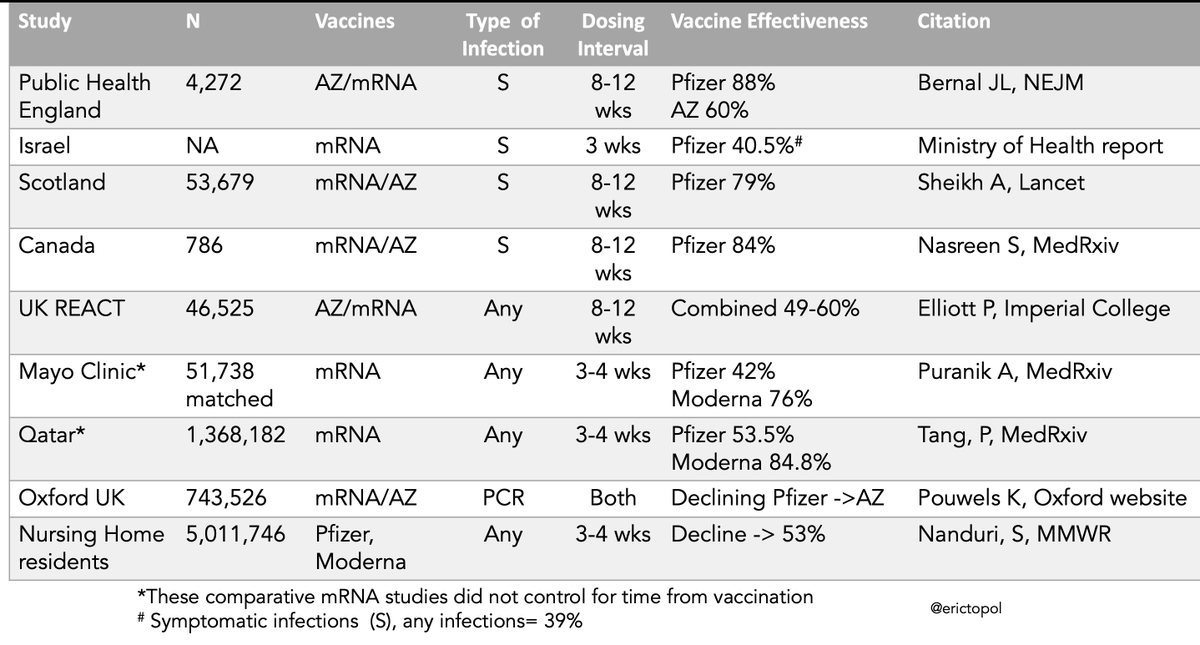 Study N Vaccines Type of Infection Dosing Interval Vaccine Effectiveness Citation
Public Health England 4,272 AZ/mRNA S 8-12 wks Pfizer 88% AZ 60% Bernal JL, NEJM
Israel NA mRNA S 3 wks Pfizer 40.5%# Ministry of Health report
Scotland 53,679 mRNA/AZ S 8-12 wks Pfizer 79% Sheikh A, Lancet
Canada 786 mRNA/AZ S 8-12 wks Pfizer 84% Nasreen S, MedRxiv
UK REACT 46,525 AZ/mRNA Any 8-12 wks Combined 49-60% Elliott P, Imperial College
Mayo Clinic* 51,738 matched mRNA Any 3-4 wks Pfizer 42% Moderna 76% Puranik A, MedRxiv
Qatar* 1,368,182 mRNA Any 3-4 wks Pfizer 53.5% Moderna 84.8% Tang, P, MedRxiv
Oxford UK 743,526 mRNA/AZ PCR Both Declining Pfizer ->AZ Pouwels K, Oxford website
Nursing Home residents 5,011,746 Pfizer, Moderna Any 3-4 wks Decline -> 53% Nanduri, S, MMWR
*These comparative mRNA studies did not control for time from vaccination
# Symptomatic infections (S), any infections= 39%
@erictopol